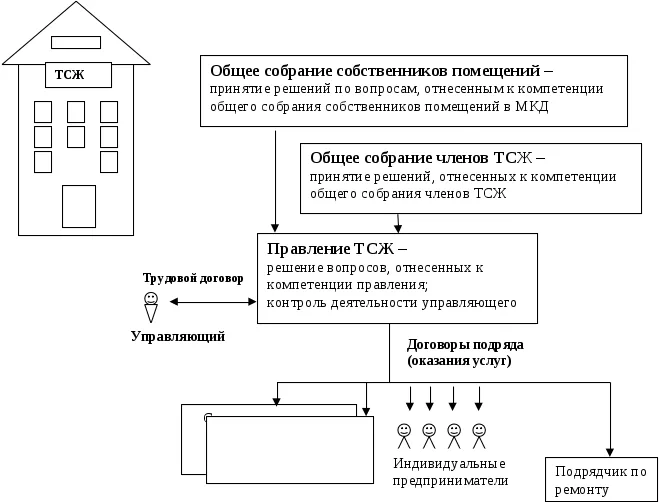 ТСЖ
Общее собрание собственников помещений –
принятие решений по вопросам, отнесенным к компетенции
общего собрания собственников помещений в МКД
Общее собрание членов ТСЖ –
принятие решений, отнесенных к компетенции
общего собрания членов ТСЖ
Правление ТСЖ –
решение вопросов, отнесенных к
компетенции правления;
контроль деятельности управляющего
Трудовой договор
Управляющий
Договоры подряда
(оказания услуг)
Индивидуальные
предприниматели
Подрядчик по
ремонту